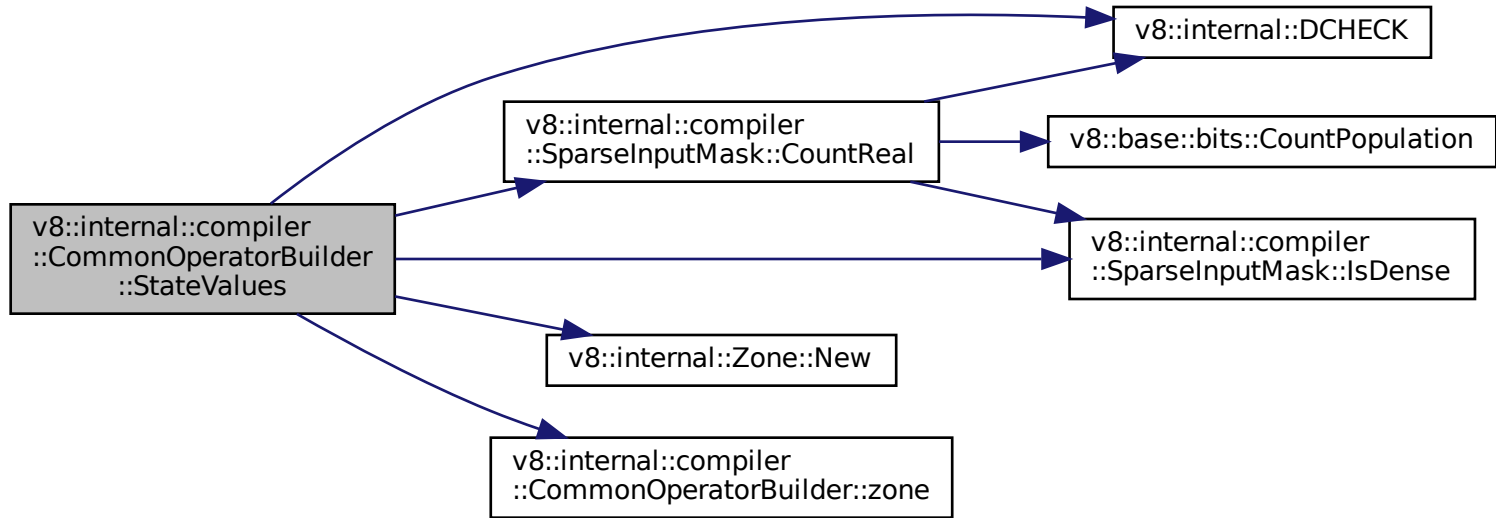 v8::internal::DCHECK
v8::internal::compiler
::SparseInputMask::CountReal
v8::base::bits::CountPopulation
v8::internal::compiler
::CommonOperatorBuilder
::StateValues
v8::internal::compiler
::SparseInputMask::IsDense
v8::internal::Zone::New
v8::internal::compiler
::CommonOperatorBuilder::zone